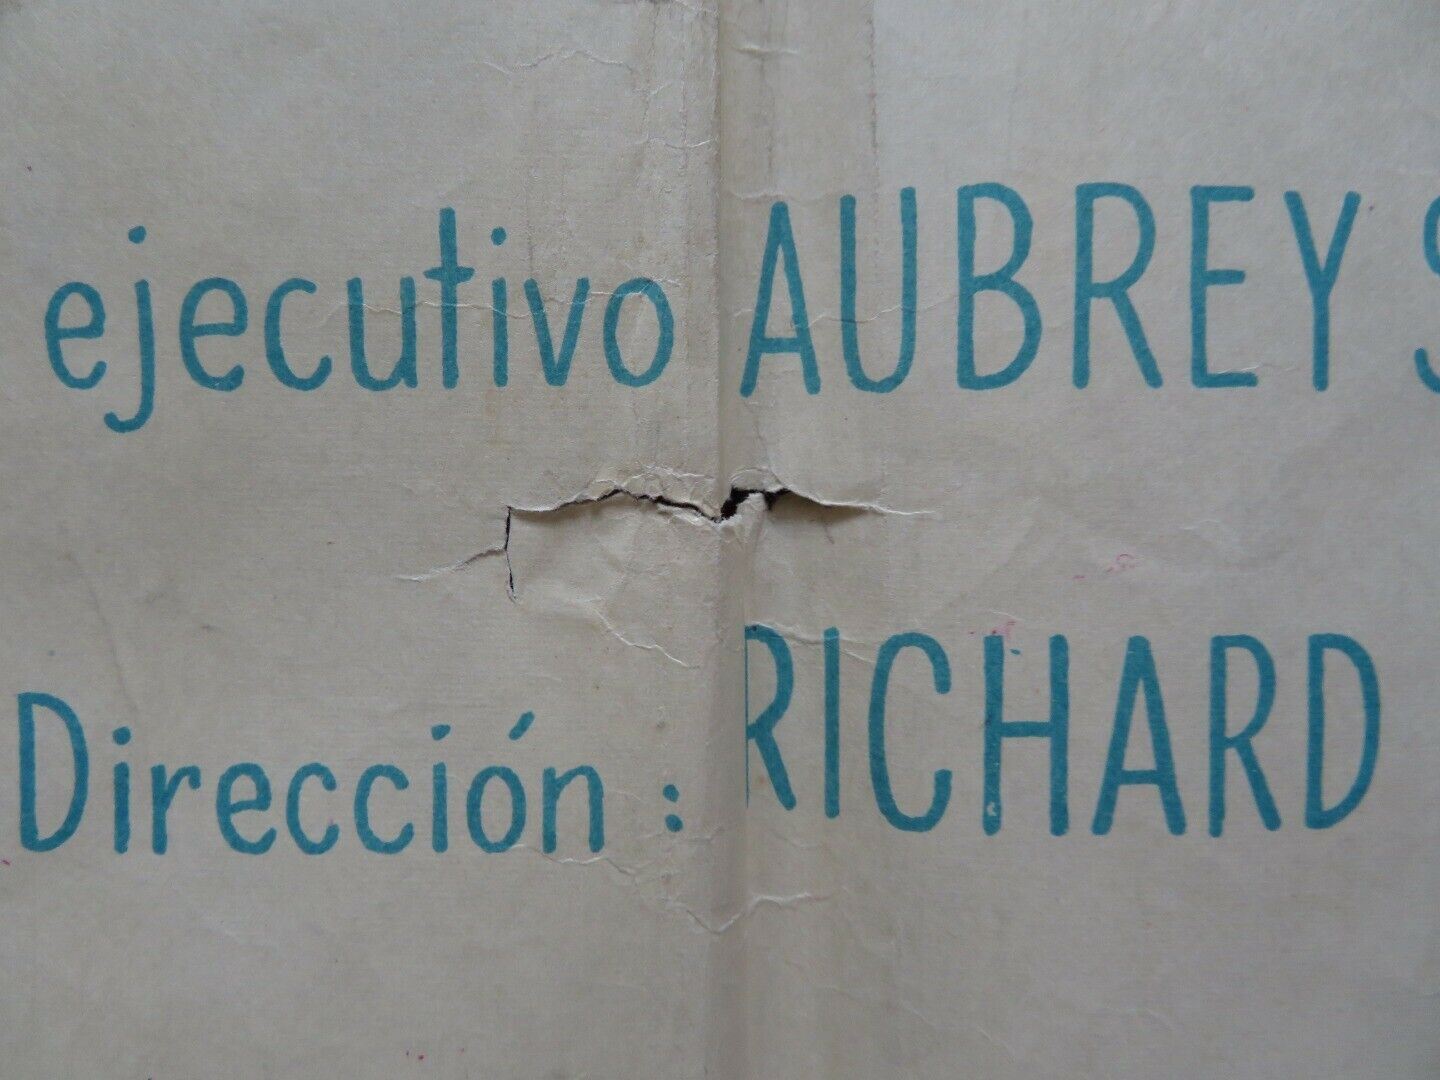 ejecutivo AUBREY
Dirección : RICHARD